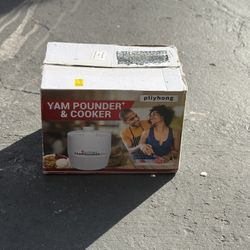 pliyhong
YAM POUNDER+
& COOKER